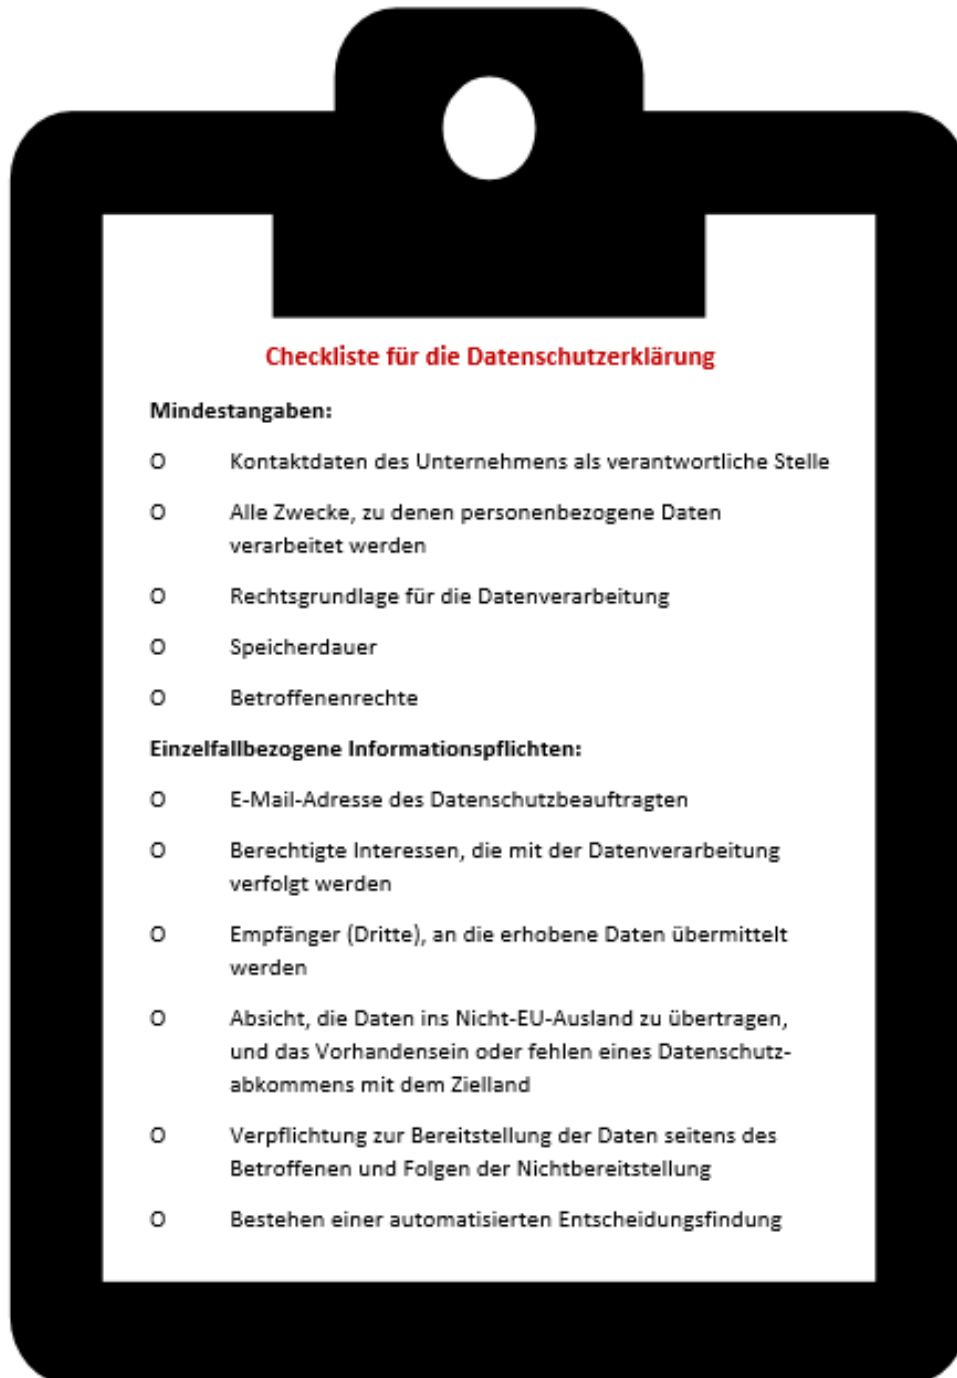 Checkliste für die Datenschutzerklärung
Mindestangaben:
O Kontaktdaten des Unternehmens als verantwortliche Stelle
O Alle Zwecke, zu denen personenbezogene Daten
verarbeitet werden
O Rechtsgrundlage für die Datenverarbeitung
O Speicherdauer
O Betroffenenrechte
Einzelfallbezogene Informationspflichten:
O E-Mail-Adresse des Datenschutzbeauftragten
O Berechtigte Interessen, die mit der Datenverarbeitung
verfolgt werden
O Empfänger (Dritte), an die erhobene Daten übermittelt
werden
O Absicht, die Daten ins Nicht-EU-Ausland zu übertragen,
und das Vorhandensein oder fehlen eines Datenschutz-
abkommens mit dem Zielland
O Verpflichtung zur Bereitstellung der Daten seitens des
Betroffenen und Folgen der Nichtbereitstellung
O Bestehen einer automatisierten Entscheidungsfindung